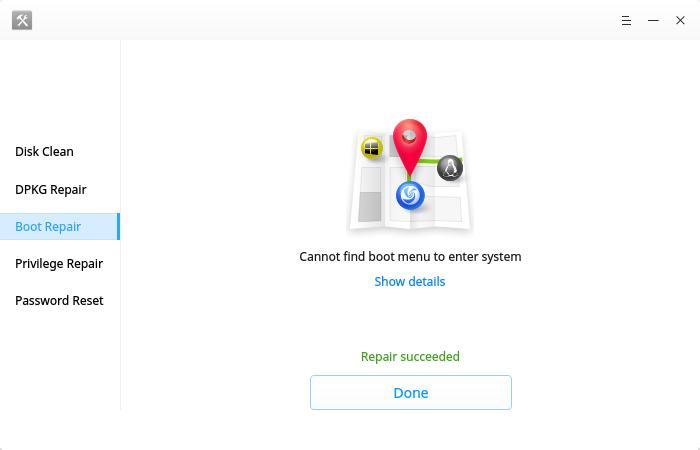 Disk Clean
DPKG Repair
Boot Repair
Privilege Repair
Password Reset
Cannot find boot menu to enter system
Show details
Repair succeeded
Done